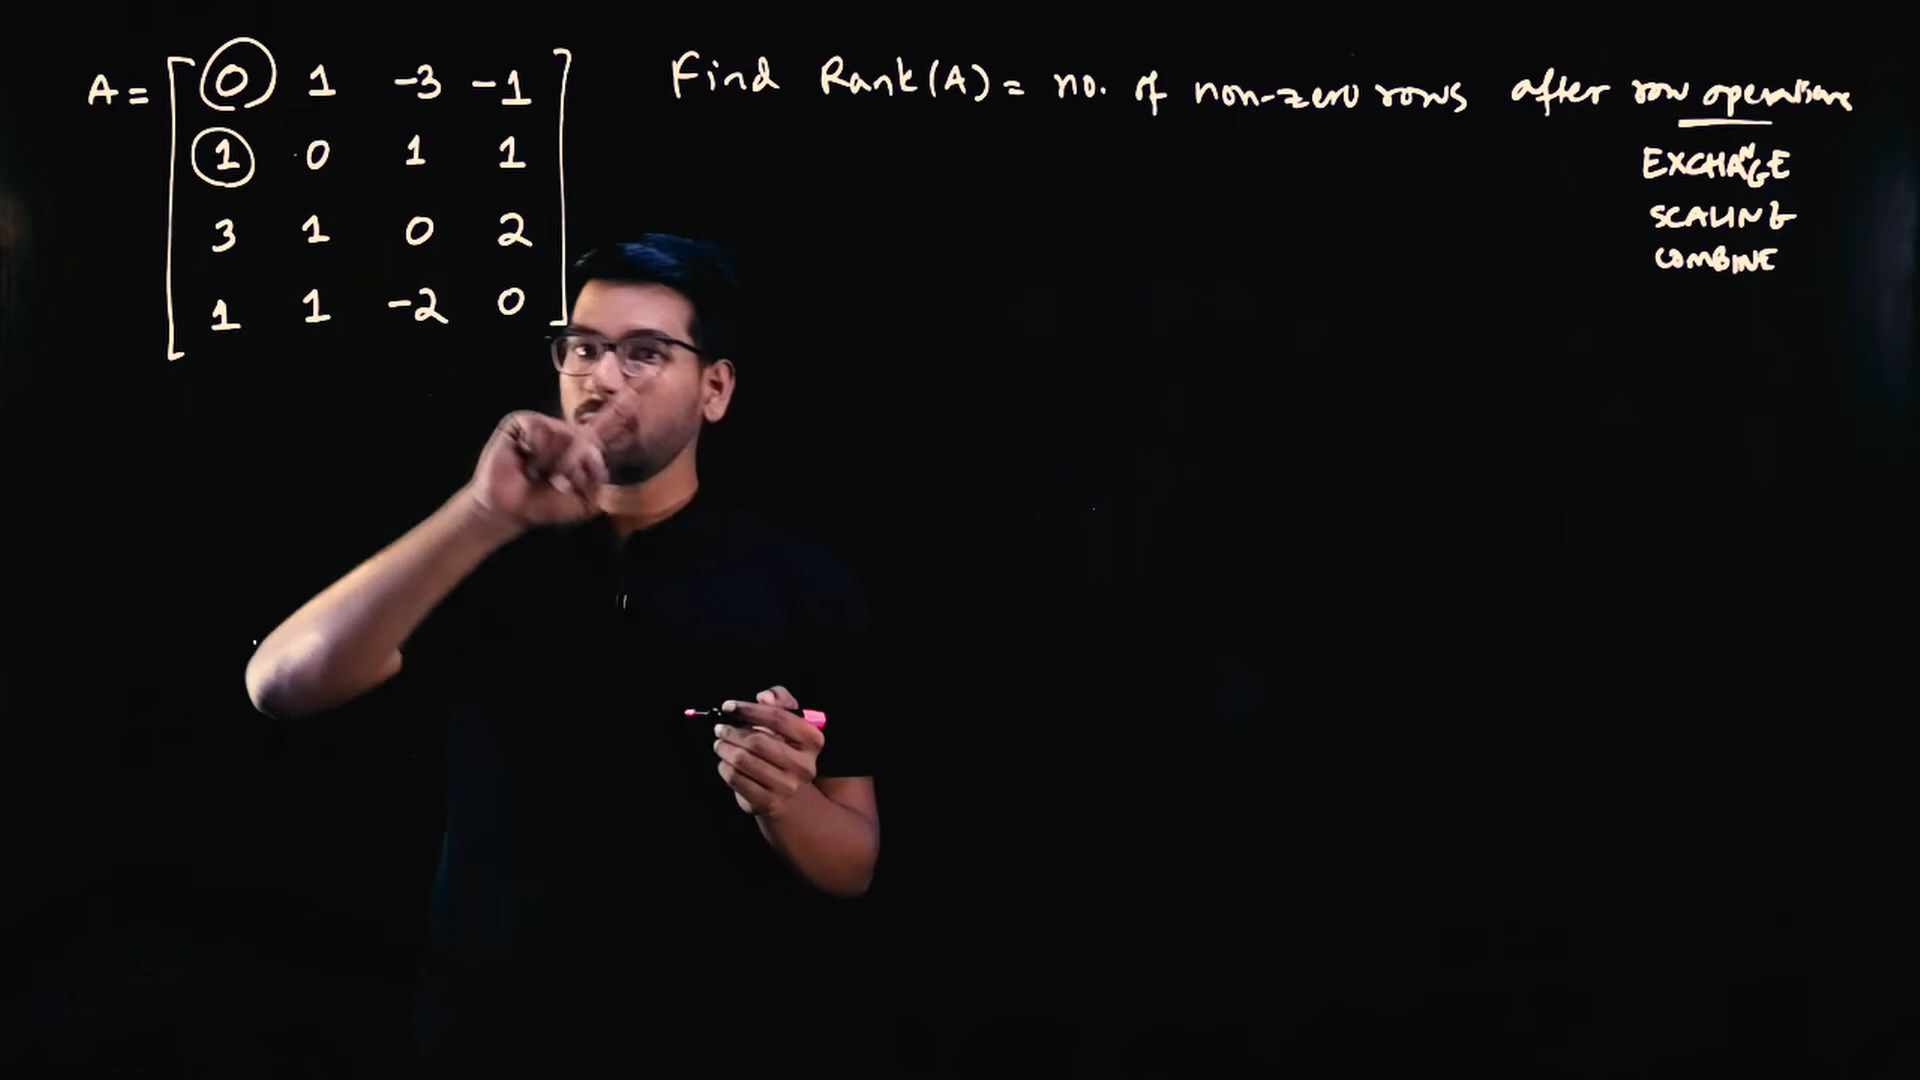 A = [ 0 1 -3 -1 ] Find Rank(A) = no. of non-zero rows after row operations
1 0 1 1 EXCHANGE
3 1 0 2 SCALING
1 1 -2 0 COMBINE